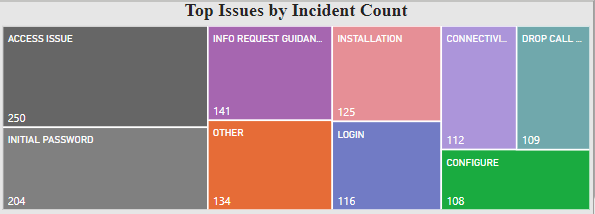 Top Issues by Incident Count
ACCESS ISSUE
250
INITIAL PASSWORD
204
INFO REQUEST GUIDAN...
141
OTHER
134
INSTALLATION
125
LOGIN
116
CONNECTIVI...
112
DROP CALL ...
109
CONFIGURE
108